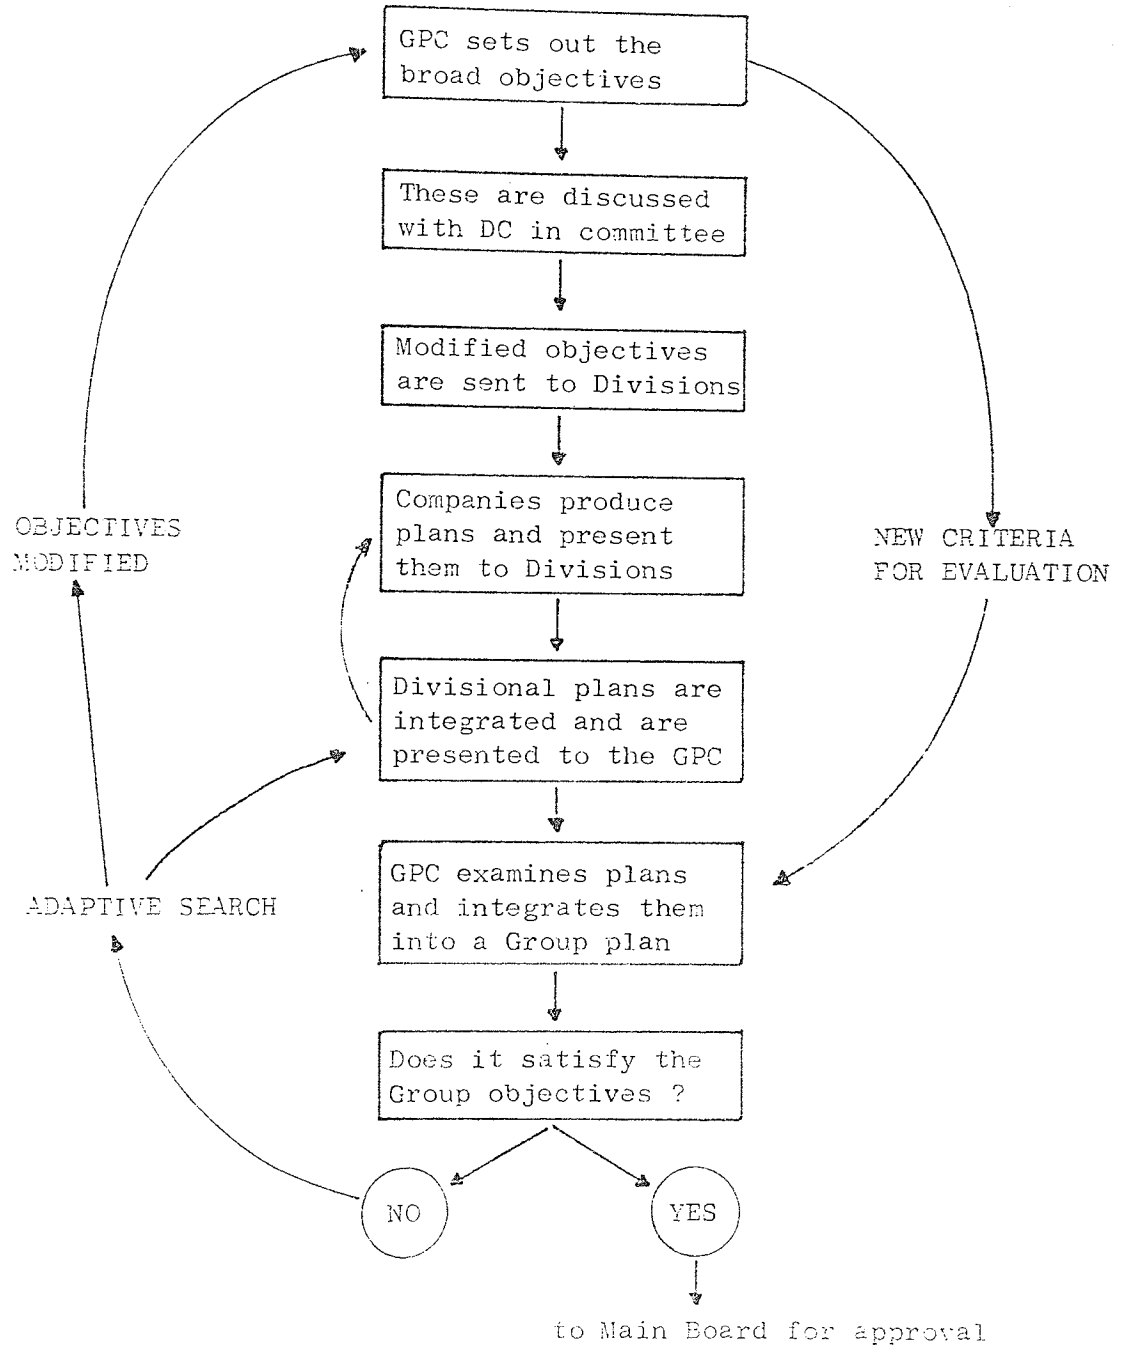 GPC sets out the
broad objectives
These are discussed
with DC in committee
Modified objectives
are sent to Divisions
Companies produce
plans and present
them to Divisions
OBJECTIVES
MODIFIED
NEW CRITERIA
FOR EVALUATION
Divisional plans are
integrated and are
presented to the GPC
GPC examines plans
and integrates them
into a Group plan
ADAPTIVE SEARCH
Does it satisfy the
Group objectives ?
NO
YES
to Main Board for approval